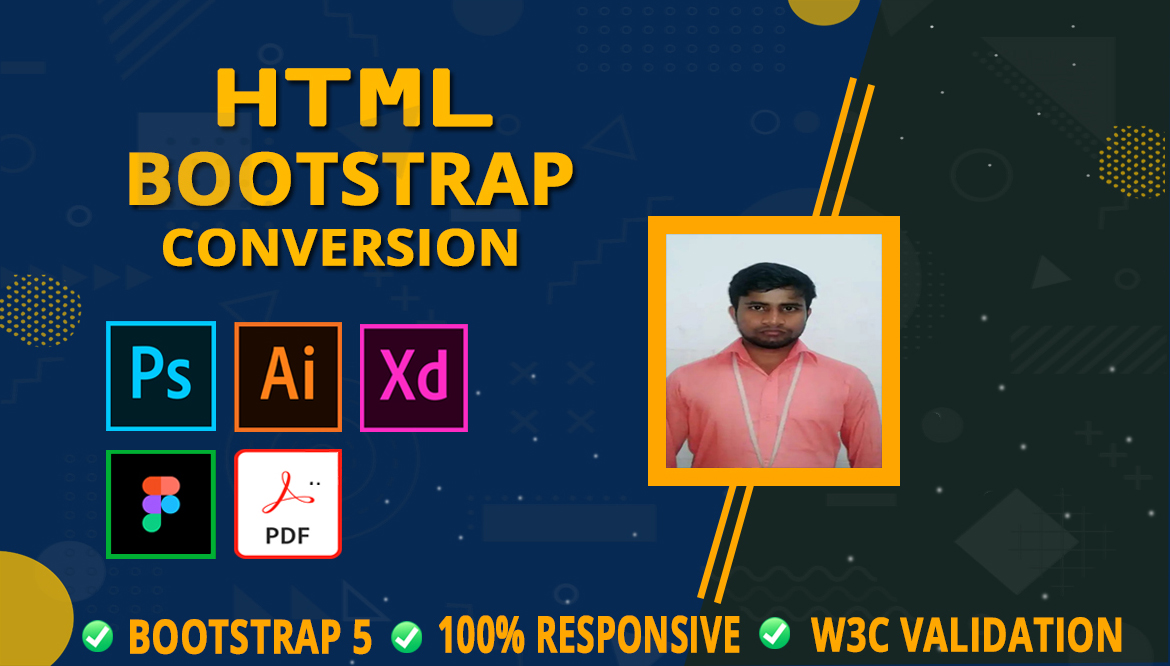 HTML
BOOTSTRAP
CONVERSION
Ps Ai Xd
PDF
BOOTSTRAP 5 100% RESPONSIVE W3C VALIDATION